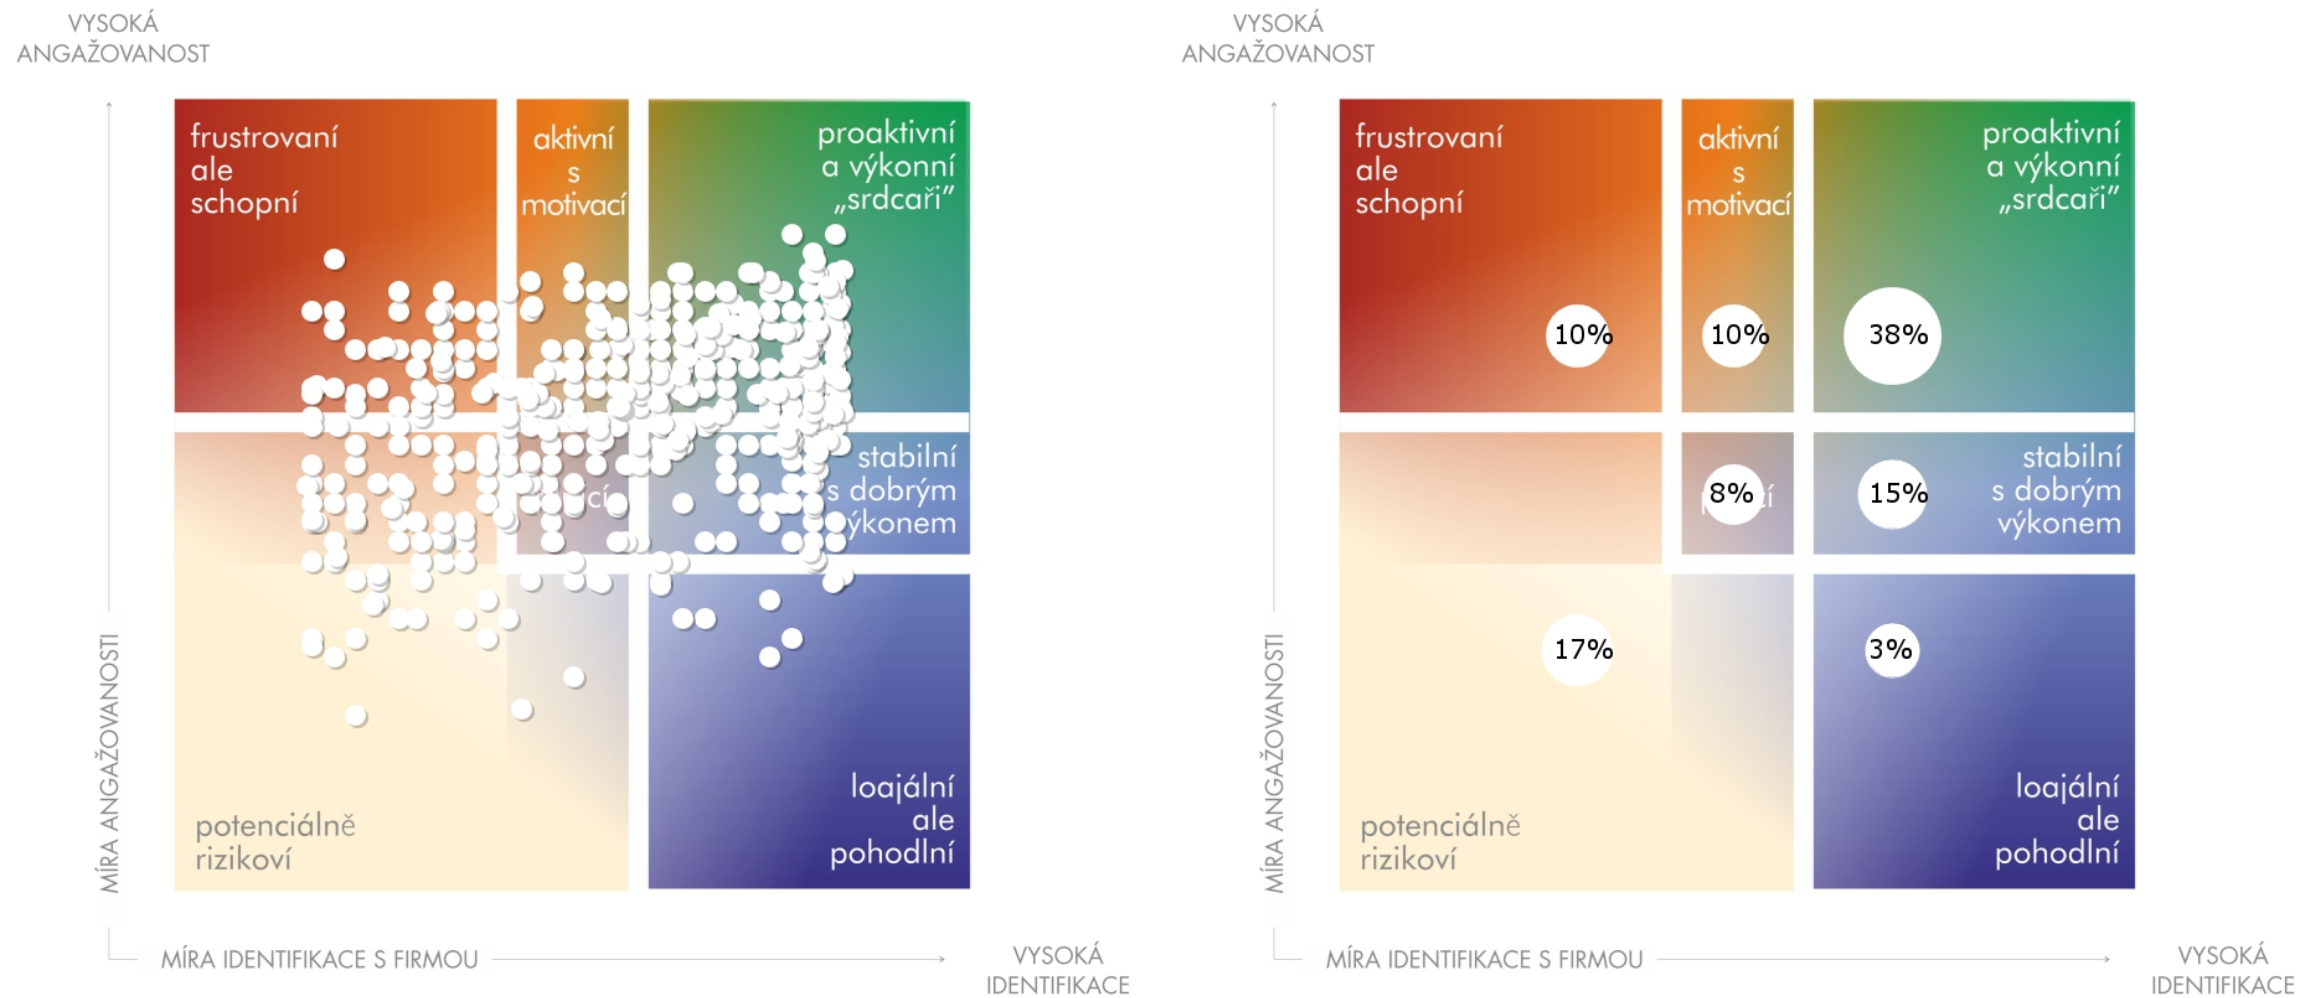 VYSOKÁ
ANGAŽOVANOST
frustrovaní
ale
schopní
aktivní
s
motivací
proaktivní
a výkonní
„srdcaři”
stabilní
s dobrým
potenciálně
rizikoví
loajální
ale
pohodlní
MÍRA ANGAŽOVANOSTI
MÍRA IDENTIFIKACE S FIRMOU
VYSOKÁ
IDENTIFIKACE
VYSOKÁ
ANGAŽOVANOST
frustrovaní
ale
schopní
aktivní
s
motivací
proaktivní
a výkonní
„srdcaři”
10%
10%
38%
stabilní
s dobrým
výkonem
8%
15%
17%
3%
potenciálně
rizikoví
loajální
ale
pohodlní
MÍRA ANGAŽOVANOSTI
MÍRA IDENTIFIKACE S FIRMOU
VYSOKÁ
IDENTIFIKACE